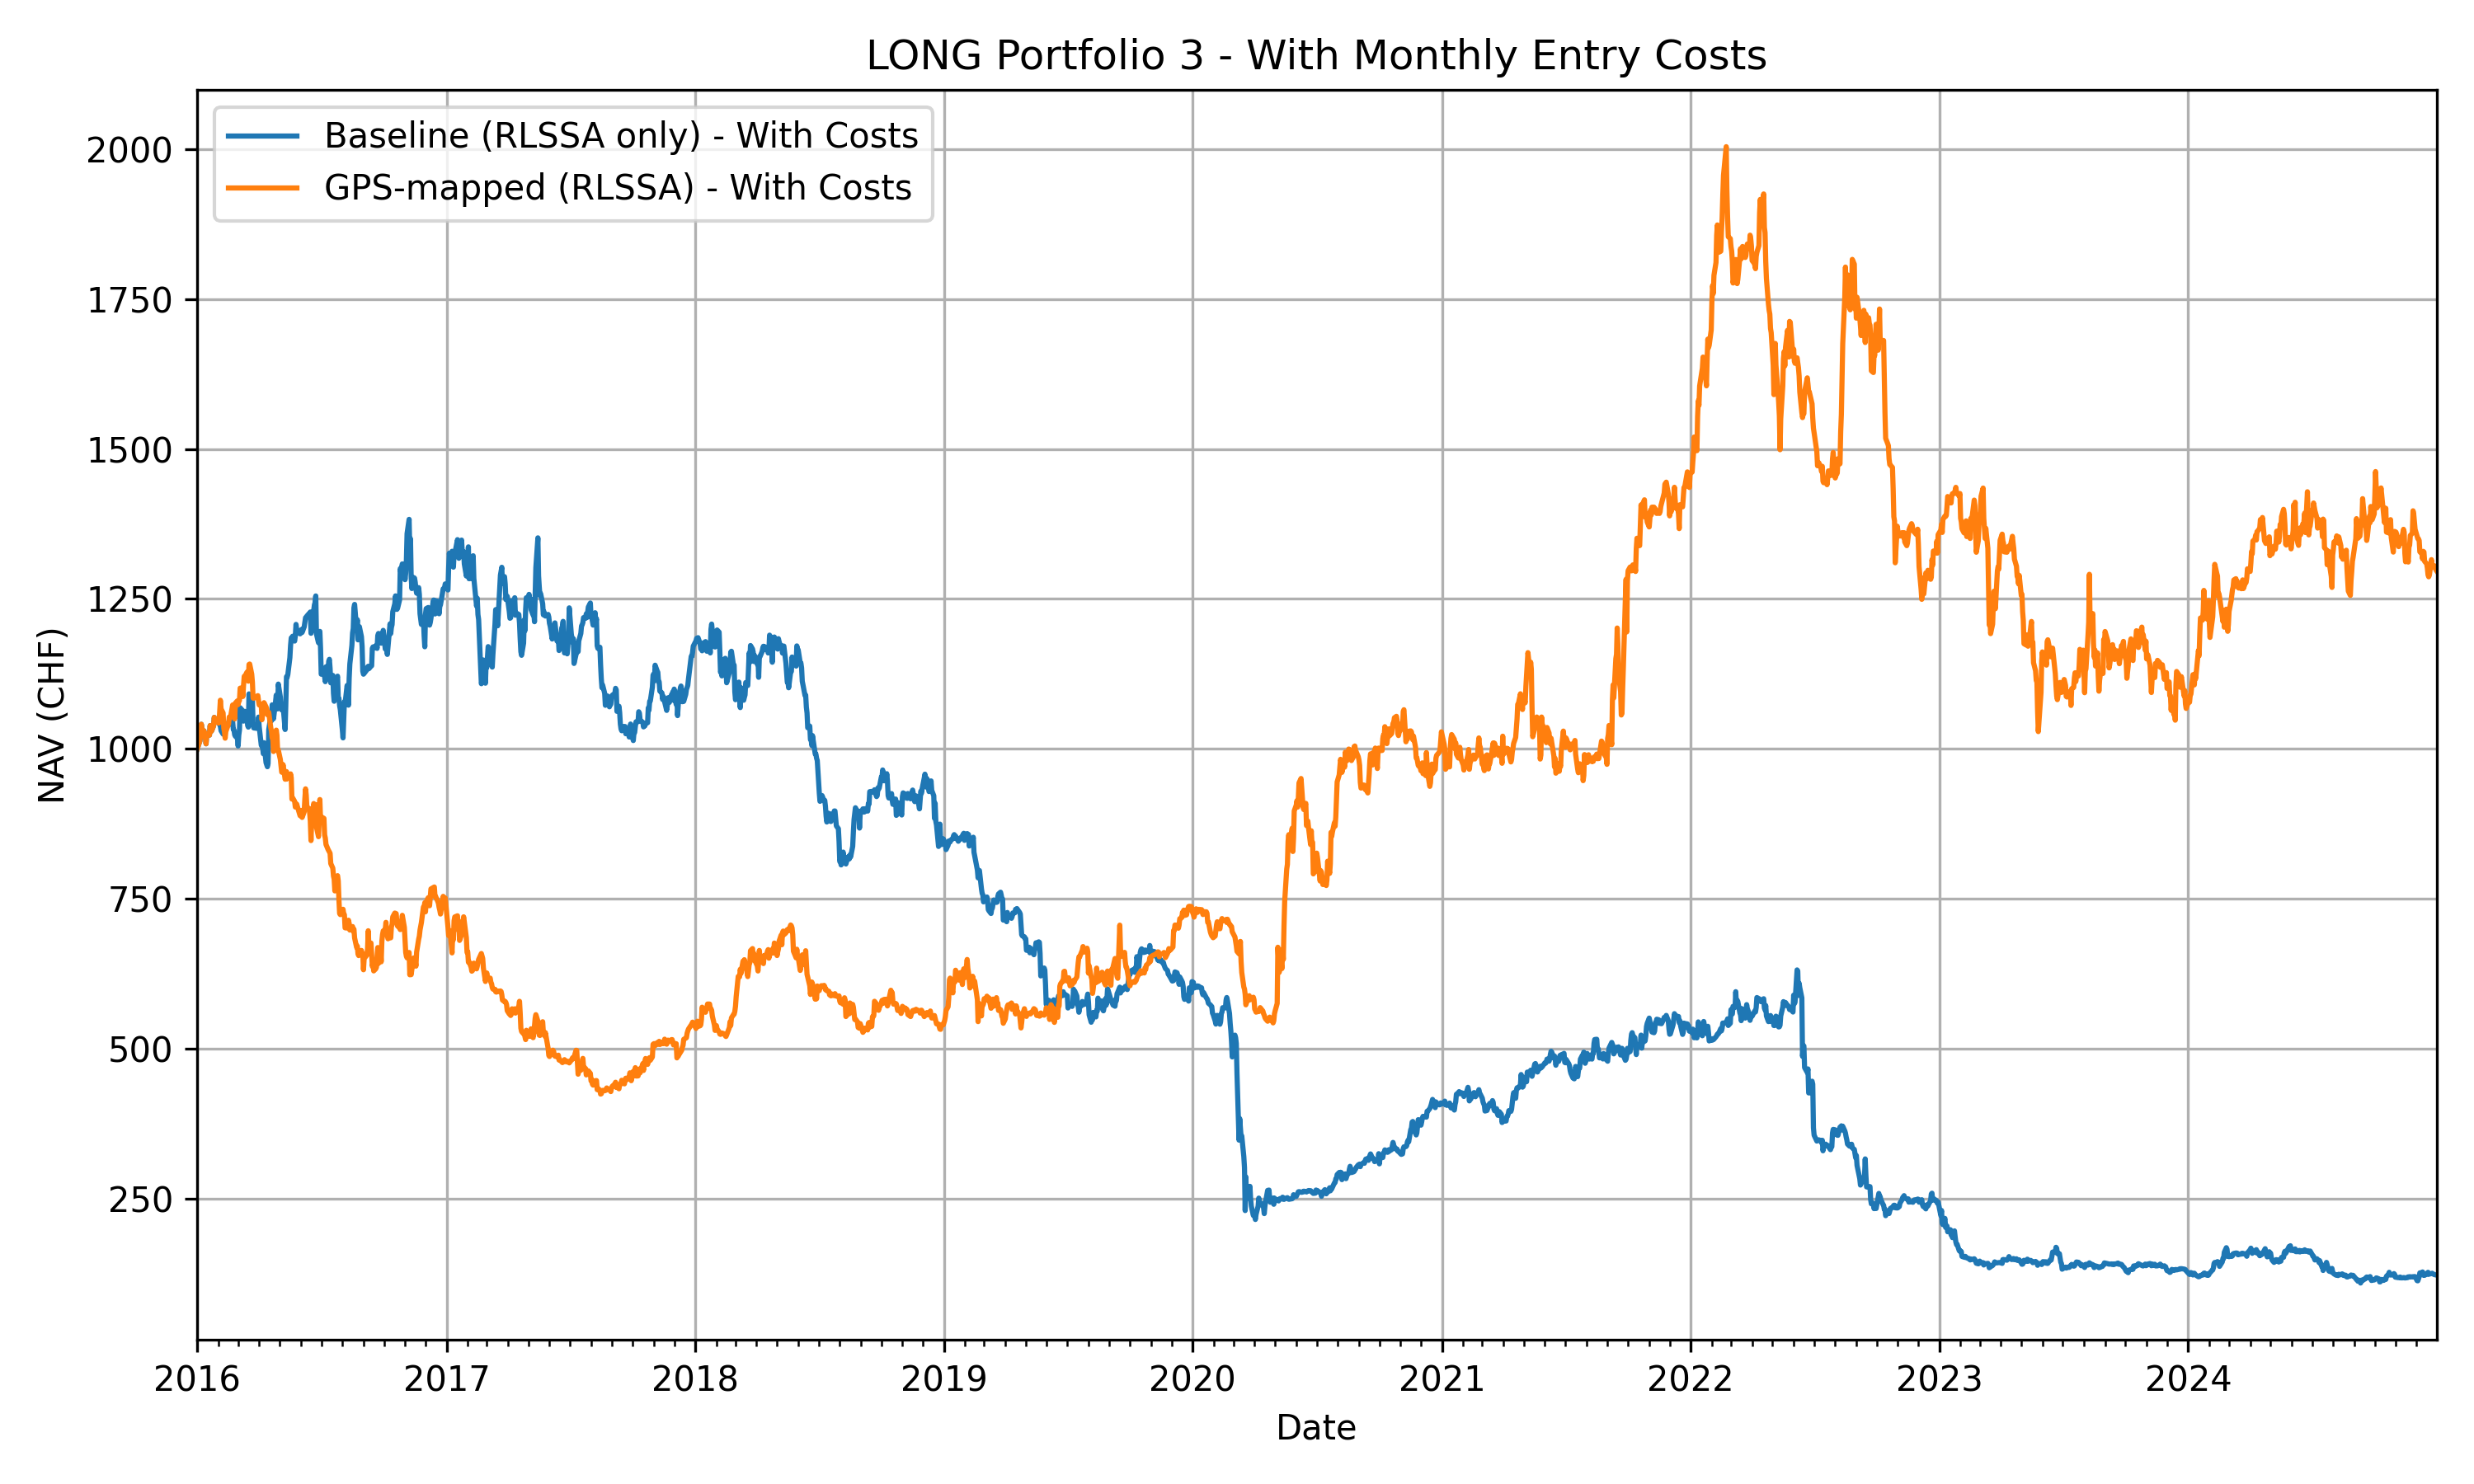 LONG Portfolio 3 - With Monthly Entry Costs
Baseline (RLSSA only) - With Costs
GPS-mapped (RLSSA) - With Costs
2000
1750
1500
1250
1000
750
500
250
NAV (CHF)
2016 2017 2018 2019 2020 2021 2022 2023 2024
Date